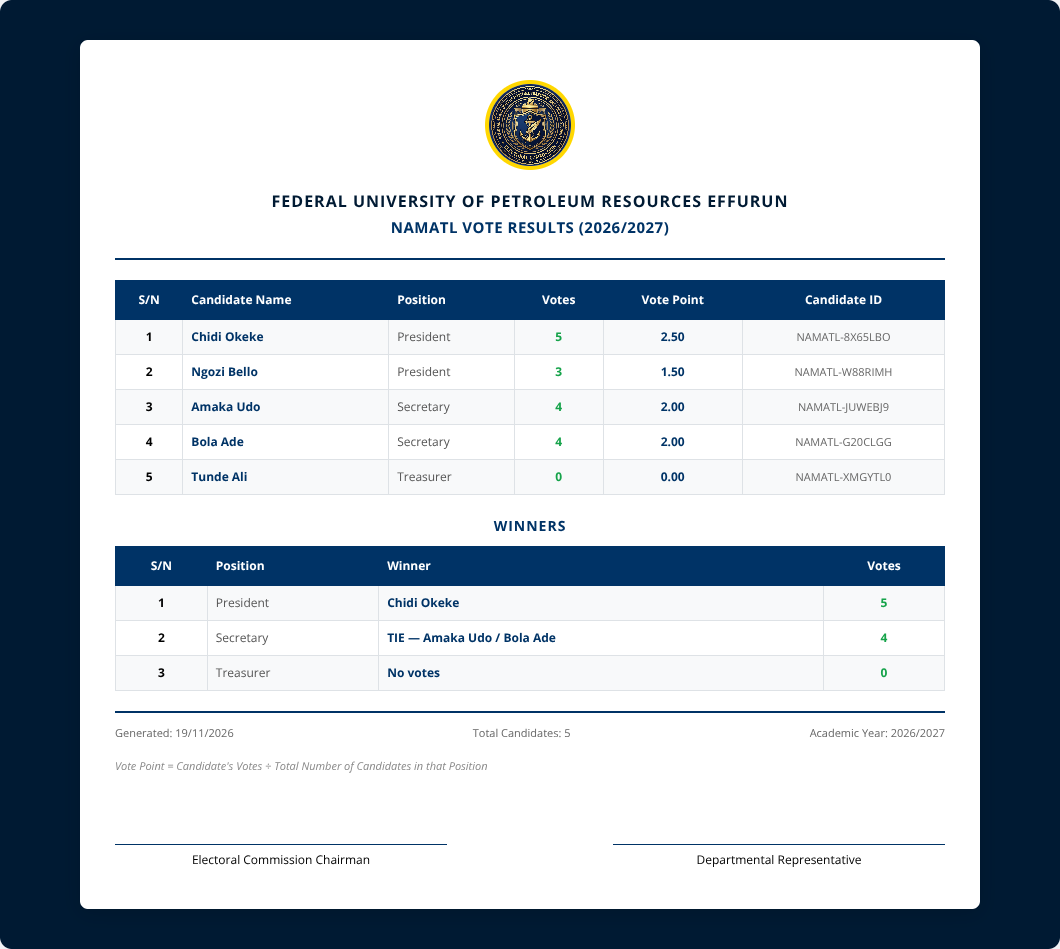 FEDERAL UNIVERSITY OF PETROLEUM RESOURCES EFFURUN
NAMATL VOTE RESULTS (2026/2027)
S/N Candidate Name Position Votes Vote Point Candidate ID
1 Chidi Okeke President 5 2.50 NAMATL-8X65LBO
2 Ngozi Bello President 3 1.50 NAMATL-W88RIMH
3 Amaka Udo Secretary 4 2.00 NAMATL-JUWEBJ9
4 Bola Ade Secretary 4 2.00 NAMATL-G20CLGG
5 Tunde Ali Treasurer 0 0.00 NAMATL-XMGYTL0
WINNERS
S/N Position Winner Votes
1 President Chidi Okeke 5
2 Secretary TIE — Amaka Udo / Bola Ade 4
3 Treasurer No votes 0
Generated: 19/11/2026 Total Candidates: 5 Academic Year: 2026/2027
Vote Point = Candidate's Votes ÷ Total Number of Candidates in that Position
Electoral Commission Chairman Departmental Representative